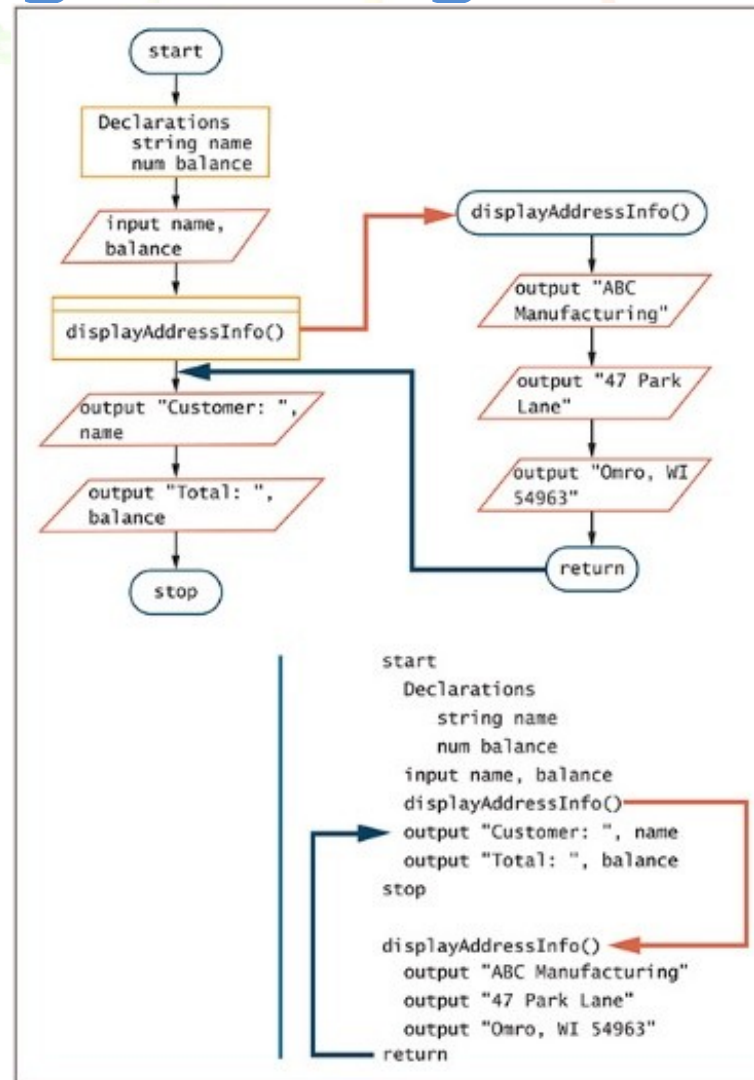 start
Declarations
string name
num balance
input name,
balance
displayAddressInfo()
output "Customer: ",
name
output "Total: ",
balance
stop
displayAddressInfo()
output "ABC
Manufacturing"
output "47 Park
Lane"
output "Omro, WI
54963"
return
start
Declarations
string name
num balance
input name, balance
displayAddressInfo()
output "Customer: ", name
output "Total: ", balance
stop
displayAddressInfo()
output "ABC Manufacturing"
output "47 Park Lane"
output "Omro, WI 54963"
return